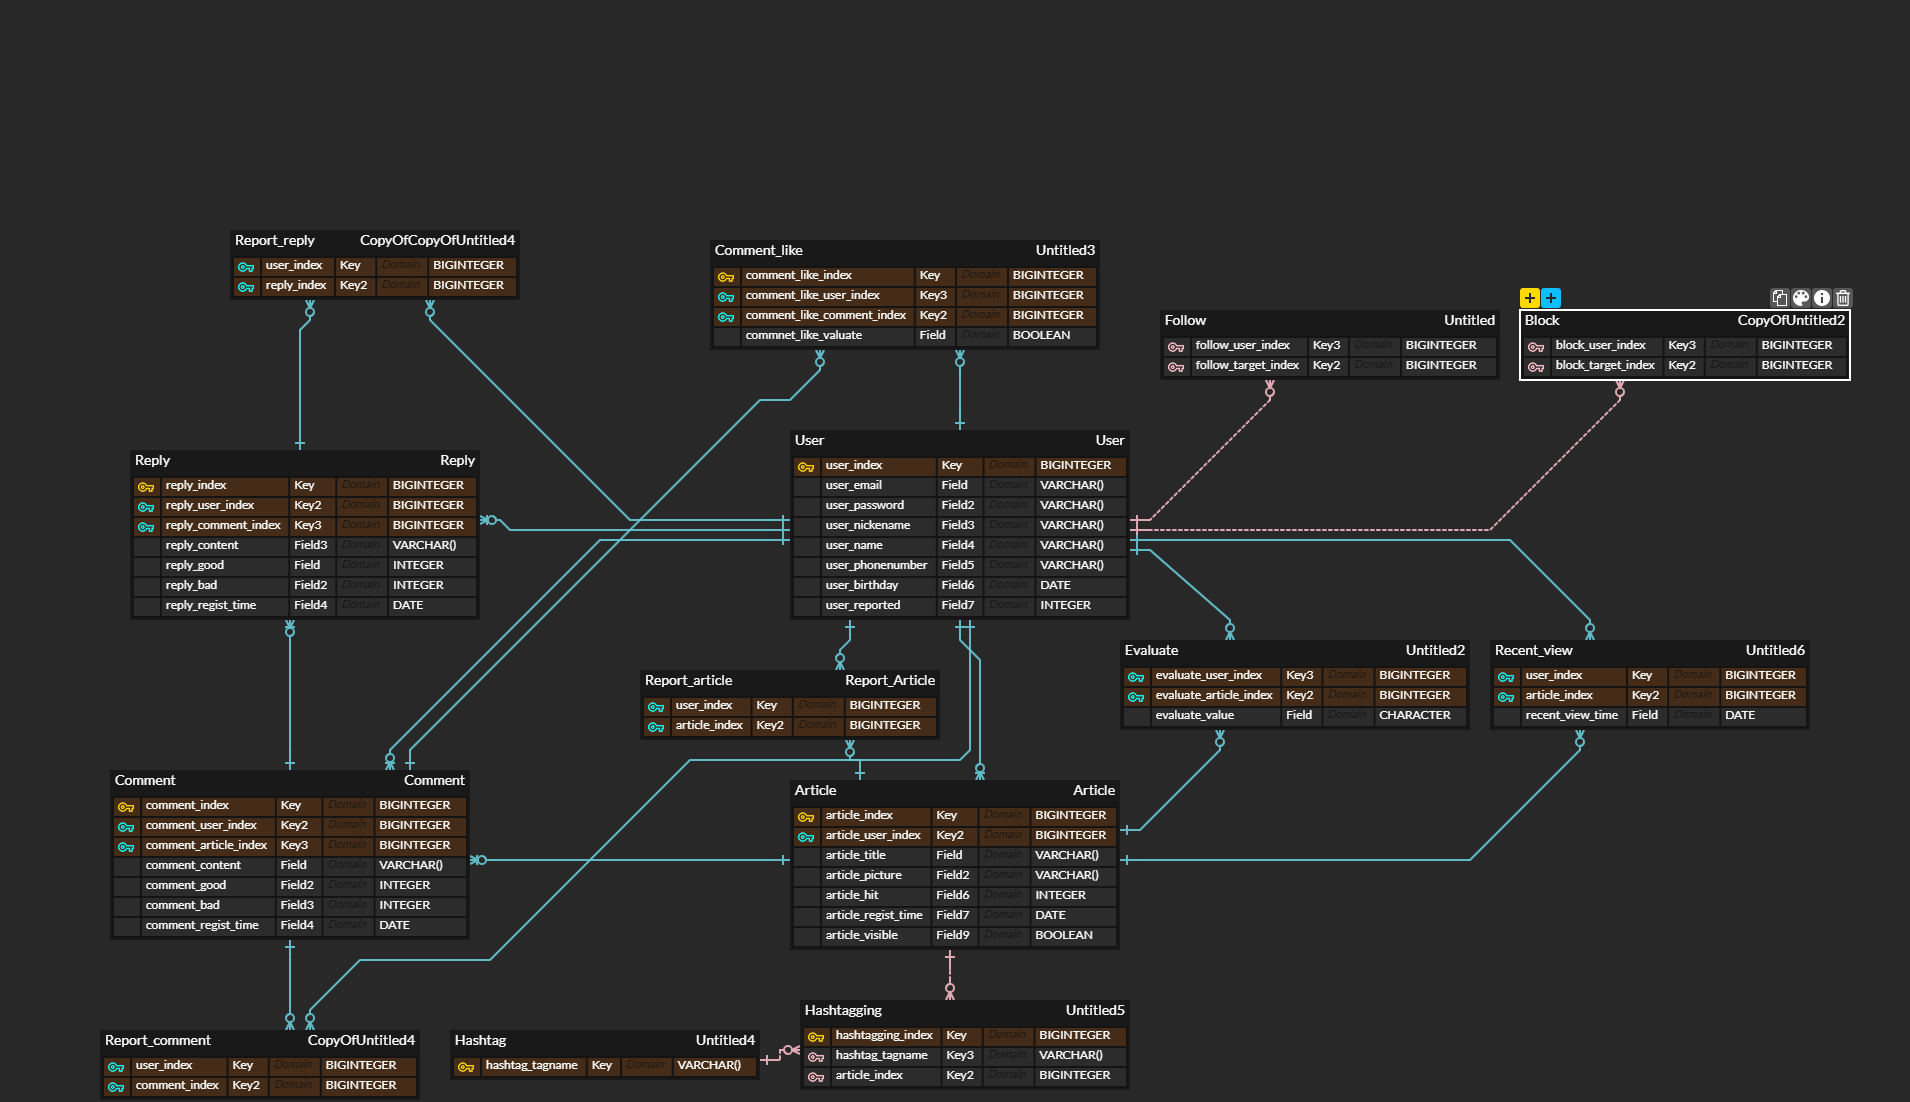 Report_reply CopyOfCopyOfUntitled4
user_index Key Domain BIGINTEGER
reply_index Key2 Domain BIGINTEGER
Comment_like Untitled3
comment_like_index Key Domain BIGINTEGER
comment_like_user_index Key3 Domain BIGINTEGER
comment_like_comment_index Key2 Domain BIGINTEGER
commnet_like_valuate Field Domain BOOLEAN
Follow Untitled
follow_user_index Key3 Domain BIGINTEGER
follow_target_index Key2 Domain BIGINTEGER
Block CopyOfUntitled2
block_user_index Key3 Domain BIGINTEGER
block_target_index Key2 Domain BIGINTEGER
Reply Reply
reply_index Key Domain BIGINTEGER
reply_user_index Key2 Domain BIGINTEGER
reply_comment_index Key3 Domain BIGINTEGER
reply_content Field3 Domain VARCHAR()
reply_good Field Domain INTEGER
reply_bad Field2 Domain INTEGER
reply_regist_time Field4 Domain DATE
User User
user_index Key Domain BIGINTEGER
user_email Field Domain VARCHAR()
user_password Field2 Domain VARCHAR()
user_nickename Field3 Domain VARCHAR()
user_name Field4 Domain VARCHAR()
user_phonenumber Field5 Domain VARCHAR()
user_birthday Field6 Domain DATE
user_reported Field7 Domain INTEGER
Report_article Report_Article
user_index Key Domain BIGINTEGER
article_index Key2 Domain BIGINTEGER
Evaluate Untitled2
evaluate_user_index Key3 Domain BIGINTEGER
evaluate_article_index Key2 Domain BIGINTEGER
evaluate_value Field Domain CHARACTER
Recent_view Untitled6
user_index Key Domain BIGINTEGER
article_index Key2 Domain BIGINTEGER
recent_view_time Field Domain DATE
Comment Comment
comment_index Key Domain BIGINTEGER
comment_user_index Key2 Domain BIGINTEGER
comment_article_index Key3 Domain BIGINTEGER
comment_content Field Domain VARCHAR()
comment_good Field2 Domain INTEGER
comment_bad Field3 Domain INTEGER
comment_regist_time Field4 Domain DATE
Article Article
article_index Key Domain BIGINTEGER
article_user_index Key2 Domain BIGINTEGER
article_title Field Domain VARCHAR()
article_picture Field2 Domain VARCHAR()
article_hit Field6 Domain INTEGER
article_regist_time Field7 Domain DATE
article_visible Field9 Domain BOOLEAN
Report_comment CopyOfUntitled4
user_index Key Domain BIGINTEGER
comment_index Key2 Domain BIGINTEGER
Hashtag Untitled4
hashtag_tagname Key Domain VARCHAR()
Hashtagging Untitled5
hashtagging_index Key Domain BIGINTEGER
hashtag_tagname Key3 Domain VARCHAR()
article_index Key2 Domain BIGINTEGER